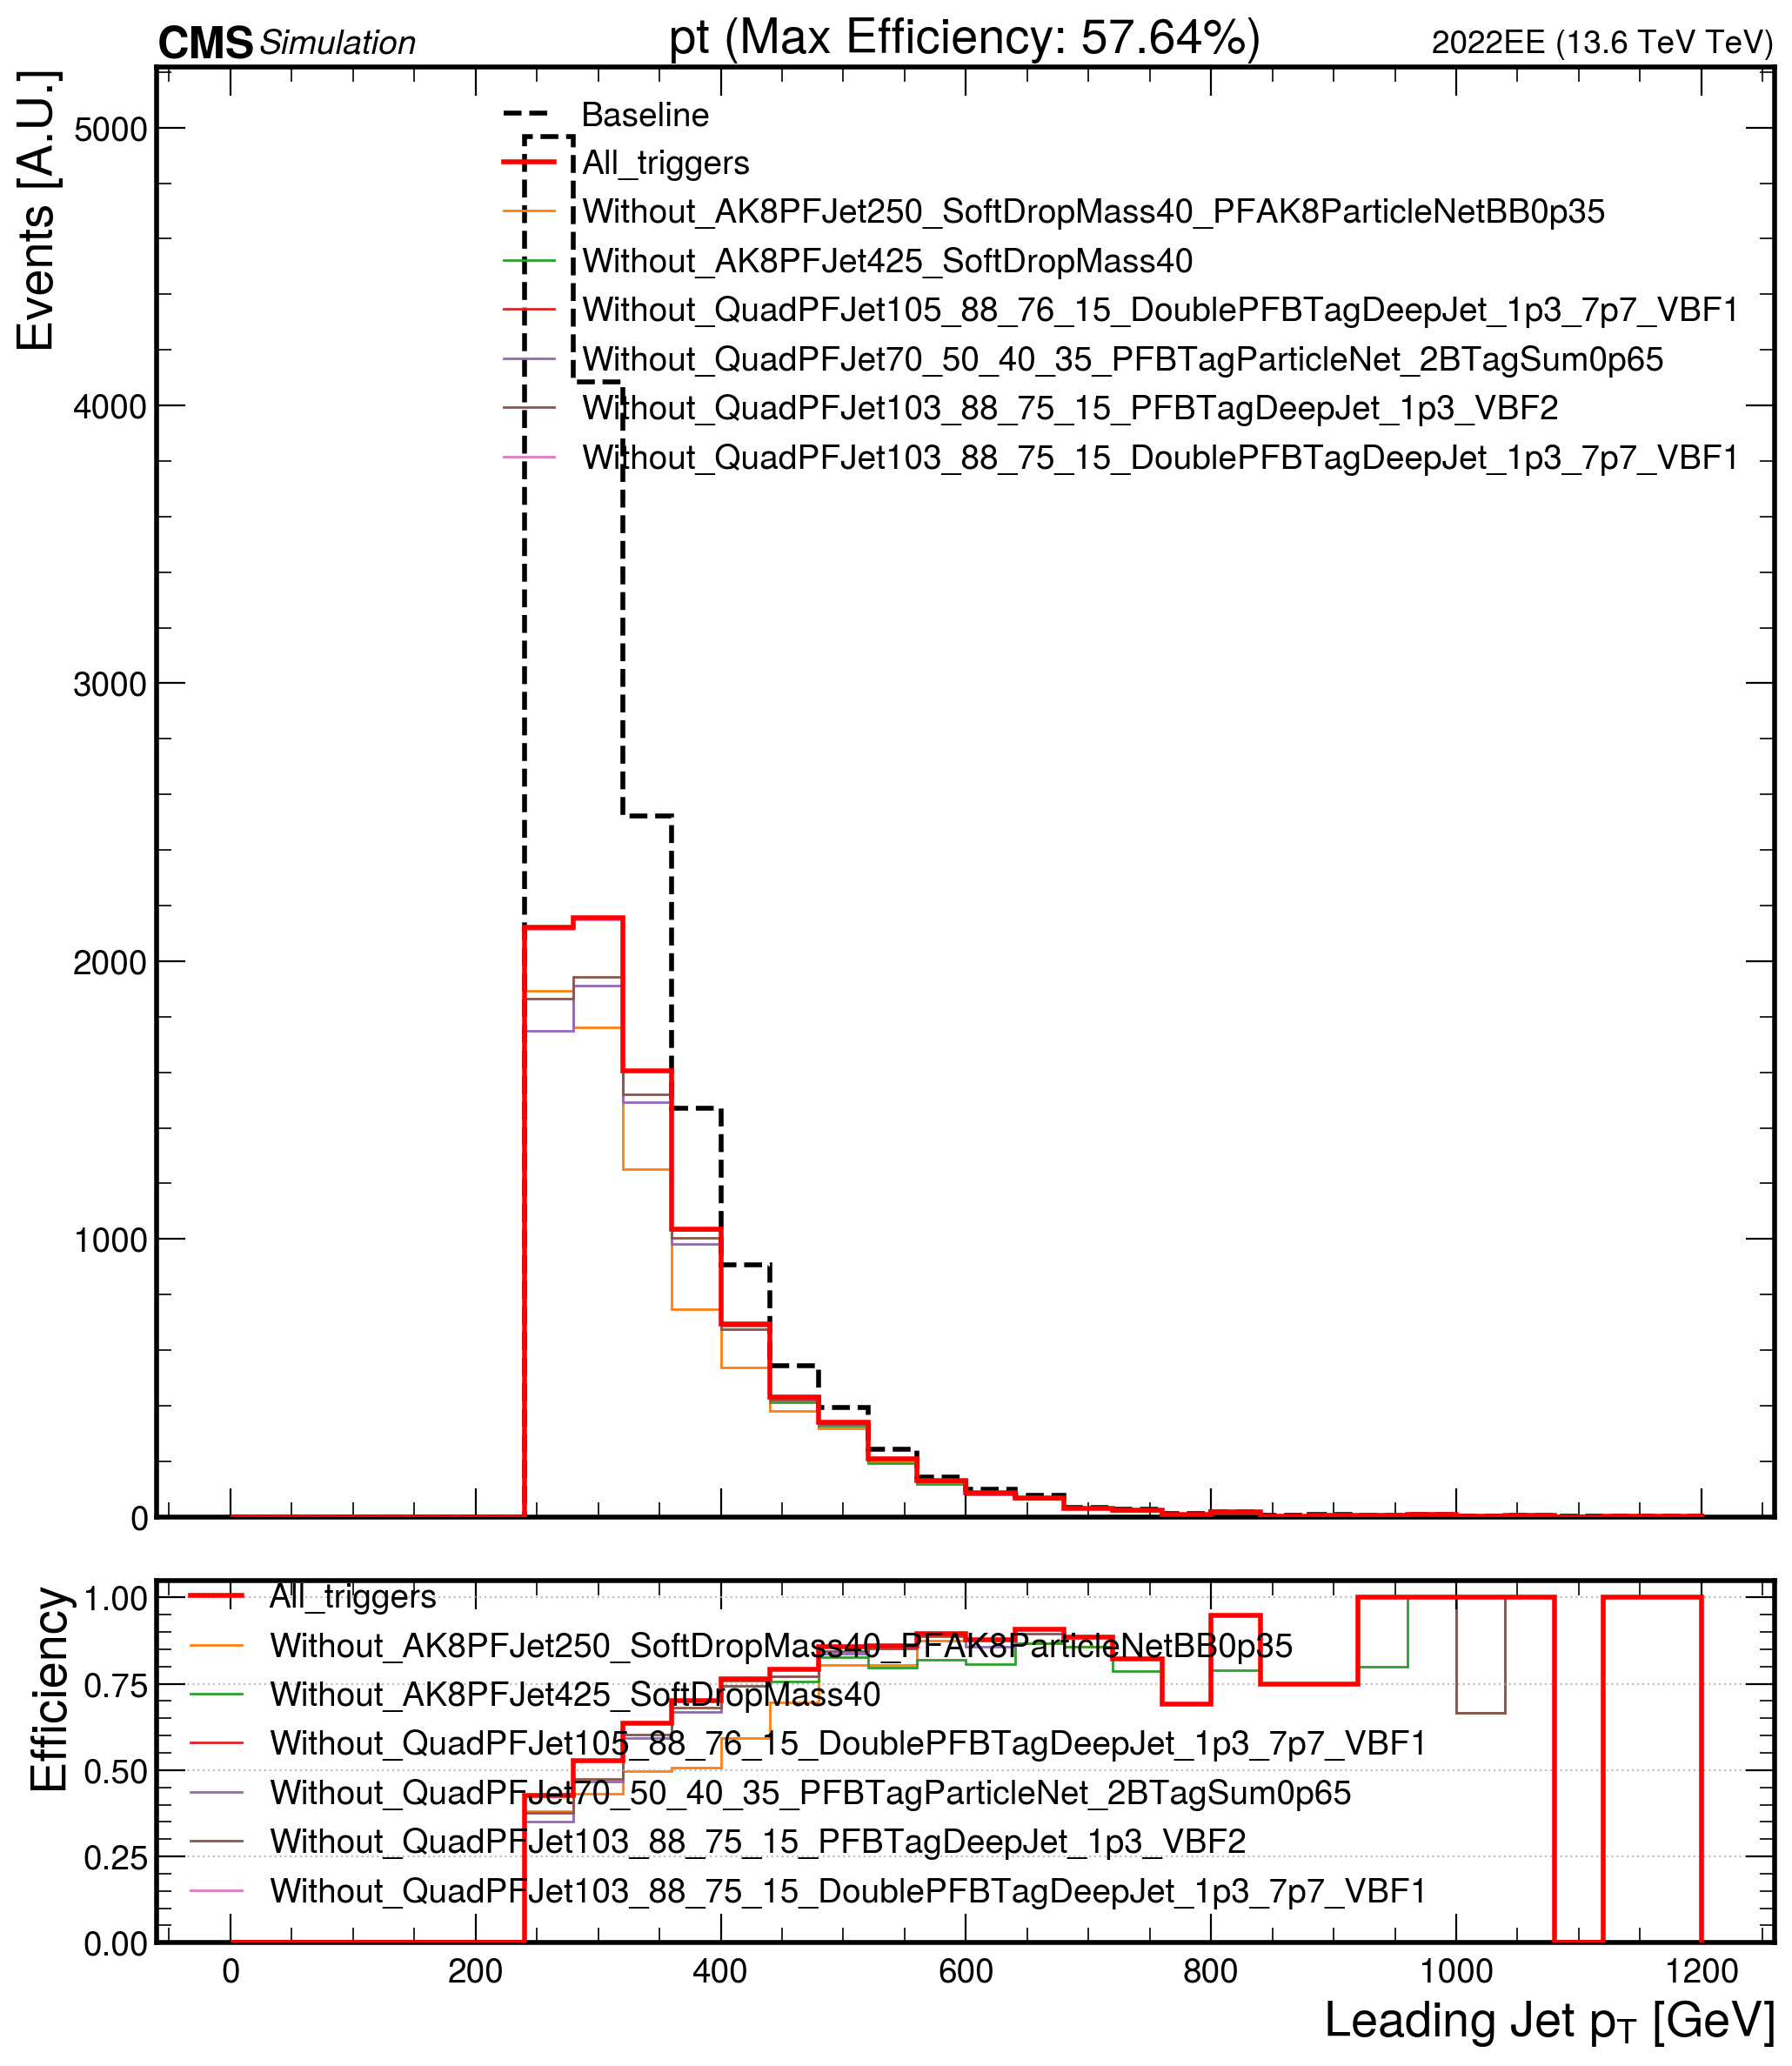 CMS Simulation pt (Max Efficiency: 57.64%) 2022EE (13.6 TeV TeV)
Events [A.U.]
5000
4000
3000
2000
1000
0
Baseline
All_triggers
Without_AK8PFJet250_SoftDropMass40_PFAK8ParticleNetBB0p35
Without_AK8PFJet425_SoftDropMass40
Without_QuadPFJet105_88_76_15_DoublePFBTagDeepJet_1p3_7p7_VBF1
Without_QuadPFJet70_50_40_35_PFBTagParticleNet_2BTagSum0p65
Without_QuadPFJet103_88_75_15_PFBTagDeepJet_1p3_VBF2
Without_QuadPFJet103_88_75_15_DoublePFBTagDeepJet_1p3_7p7_VBF1
Efficiency
1.00
0.75
0.50
0.25
0.00
All_triggers
Without_AK8PFJet250_SoftDropMass40_PFAK8ParticleNetBB0p35
Without_AK8PFJet425_SoftDropMass40
Without_QuadPFJet105_88_76_15_DoublePFBTagDeepJet_1p3_7p7_VBF1
Without_QuadPFJet70_50_40_35_PFBTagParticleNet_2BTagSum0p65
Without_QuadPFJet103_88_75_15_PFBTagDeepJet_1p3_VBF2
Without_QuadPFJet103_88_75_15_DoublePFBTagDeepJet_1p3_7p7_VBF1
0 200 400 600 800 1000 1200
Leading Jet pT [GeV]